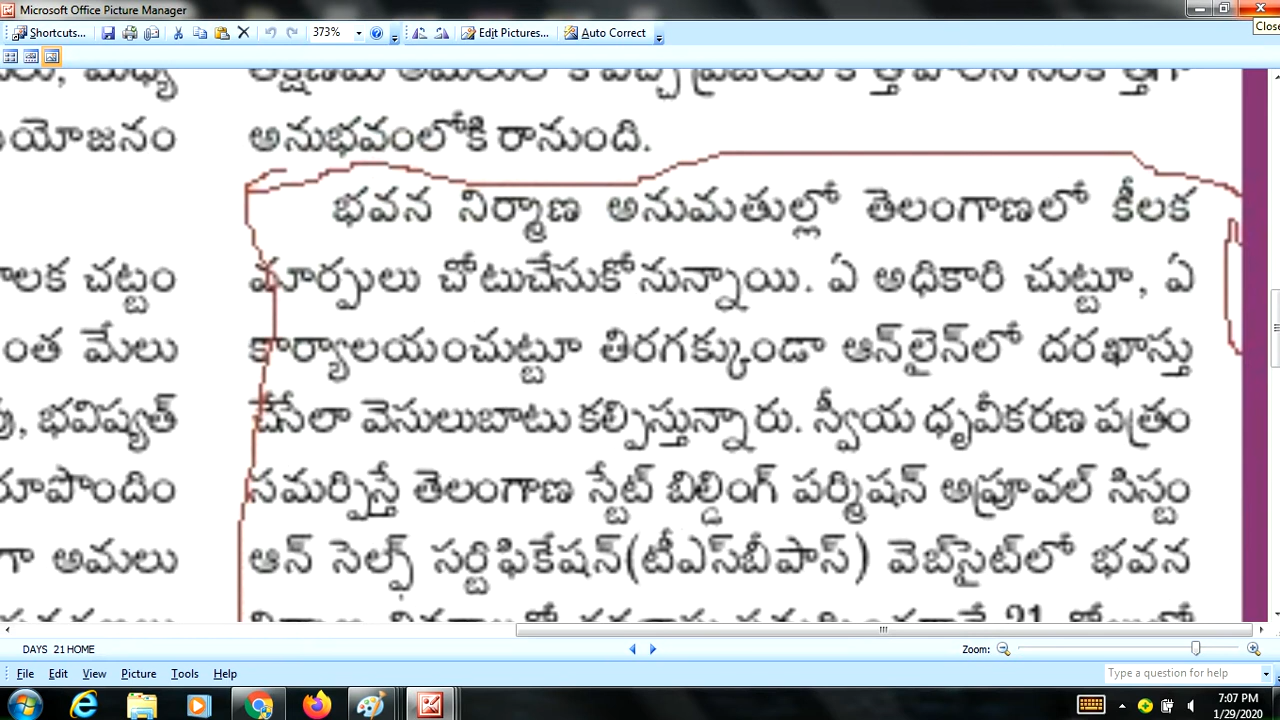 Microsoft Office Picture Manager
Close
Shortcuts... 373% Edit Pictures... Auto Correct
యోజనం
అనుభవంలోకి రానుంది.
భవన నిర్మాణ అనుమతుల్లో తెలంగాణలో కీలక
చట్టం మార్పులు చోటుచేసుకోనున్నాయి. ఏ అధికారి చుట్టూ, ఏ
మేలు కార్యాలయంచుట్టూ తిరగక్కుండా ఆన్‌లైన్‌లో దరఖాస్తు
భవిష్యత్ చేసేలా వెసులుబాటు కల్పిస్తున్నారు. స్వీయ ధృవీకరణ పత్రం
సమర్పిస్తే తెలంగాణ స్టేట్ బిల్డింగ్ పర్మిషన్ అప్రూవల్ సిస్టం
అమలు ఆన్ సెల్ఫ్ సర్టిఫికేషన్(టీఎస్‌బీపాస్) వెబ్‌సైట్‌లో భవన
21
DAYS 21 HOME Zoom:
File Edit View Picture Tools Help Type a question for help
7:07 PM
1/29/2020